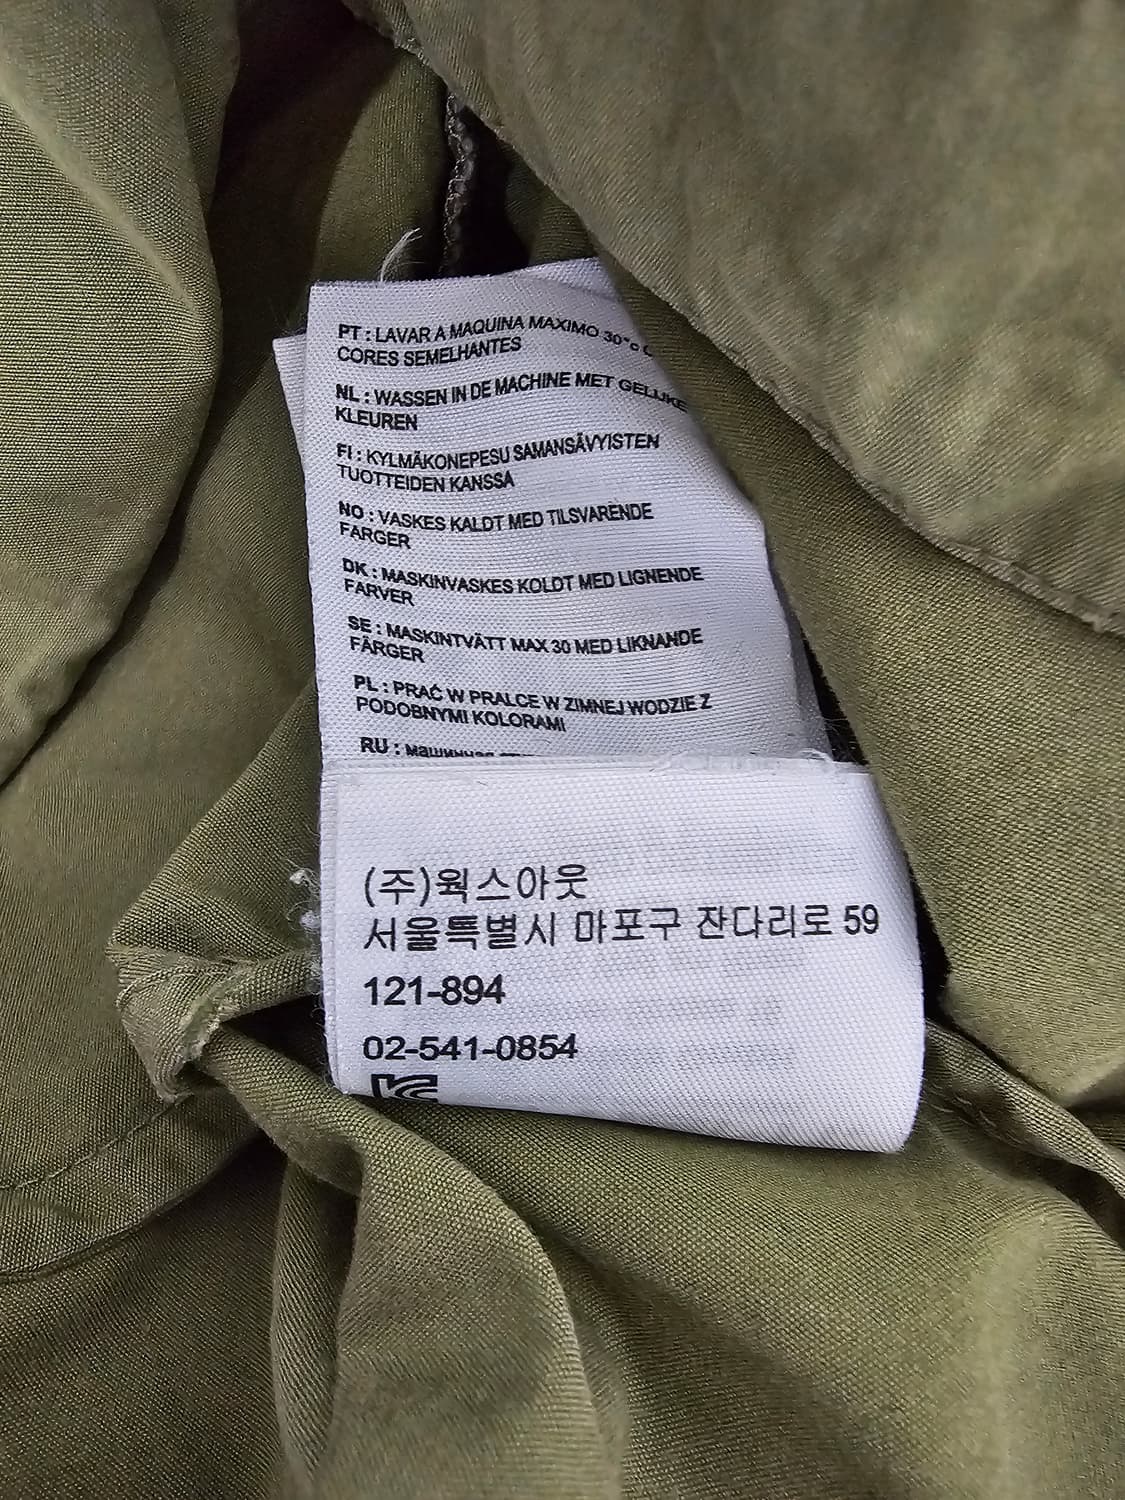 PT : LAVAR A MAQUINA MAXIMO 30°c
CORES SEMELHANTES
NL : WASSEN IN DE MACHINE MET GELIJKE
KLEUREN
FI : KYLMÄKONEPESU SAMANSÄVYISTEN
TUOTTEIDEN KANSSA
NO : VASKES KALDT MED TILSVARENDE
FARGER
DK : MASKINVASKES KOLDT MED LIGNENDE
FARVER
SE : MASKINTVÄTT MAX 30 MED LIKNANDE
FÄRGER
PL : PRAĆ W PRALCE W ZIMNEJ WODZIE Z
PODOBNYMI KOLORAMI
RU :
(주)웍스아웃
서울특별시 마포구 잔다리로 59
121-894
02-541-0854